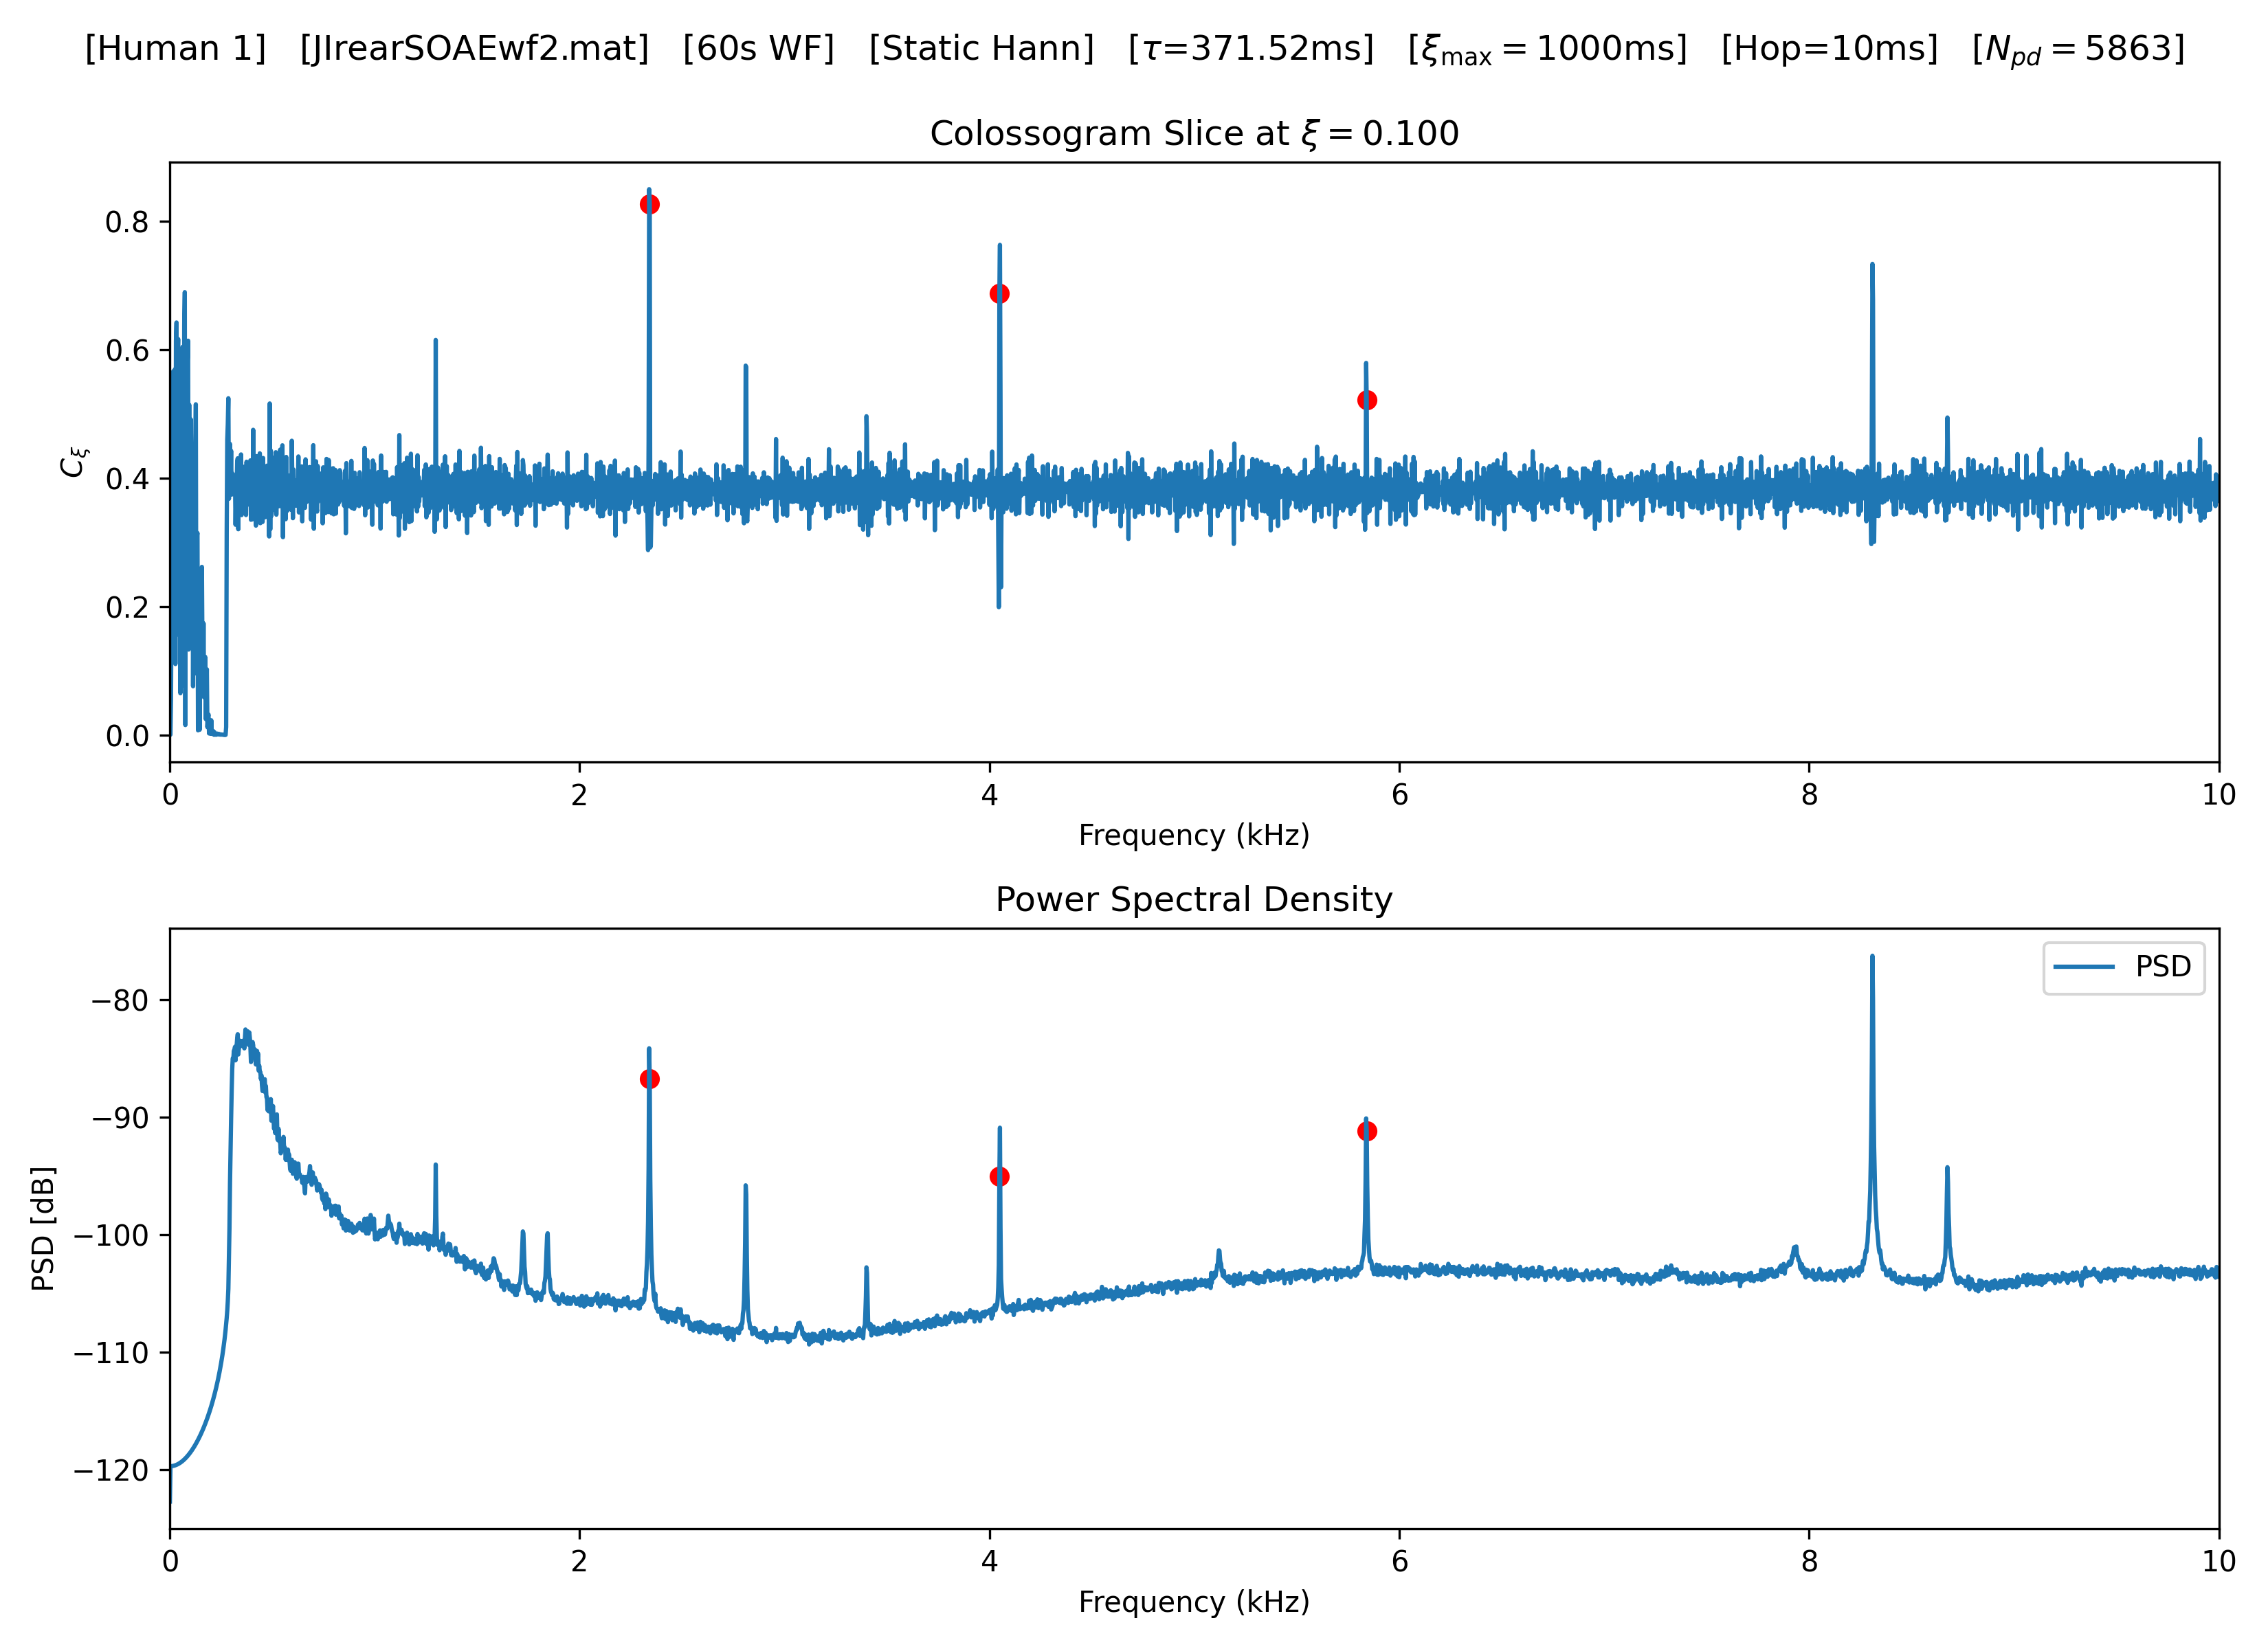 [Human 1]   [JIrearSOAEwf2.mat]   [60s WF]   [Static Hann]   [τ=371.52ms]   [ξmax = 1000ms]   [Hop=10ms]   [Npd = 5863]
Colossogram Slice at ξ = 0.100
Cξ
0.8
0.6
0.4
0.2
0.0
0 2 4 6 8 10
Frequency (kHz)
Power Spectral Density
PSD
PSD [dB]
−80
−90
−100
−110
−120
0 2 4 6 8 10
Frequency (kHz)